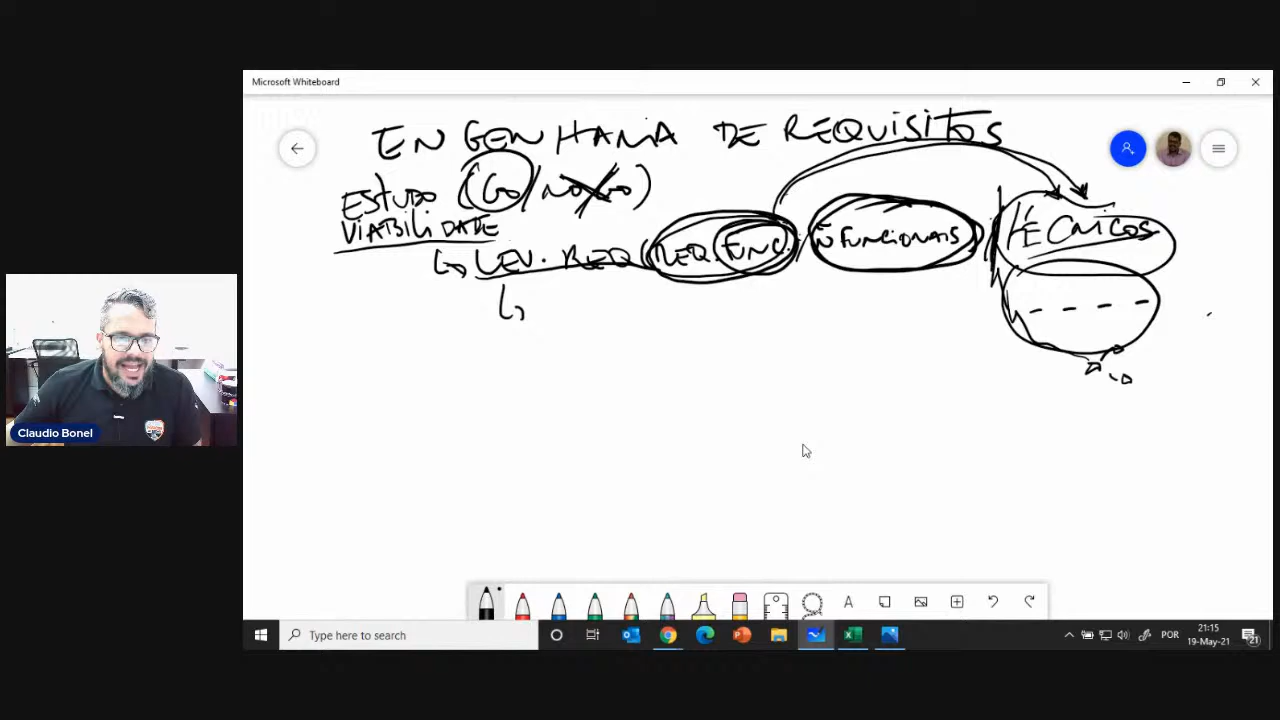 Microsoft Whiteboard
ENGENHARIA DE REQUISITOS
ESTUDO (GO/NO GO)
VIABILIDADE
LEV. REQ (REQ. FUNC. / Ñ FUNCIONAIS) TÉCNICOS
Claudio Bonel
A
Type here to search
POR
21:15
19-May-21
21